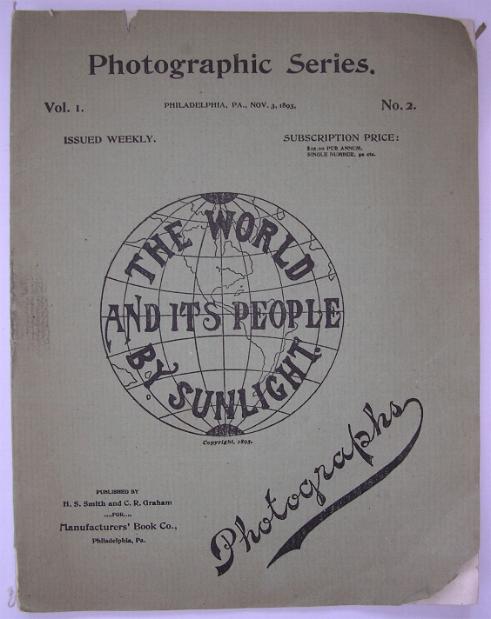 Photographic Series.
Vol. 1.
PHILADELPHIA, PA., NOV. 3, 1893.
No. 2.
ISSUED WEEKLY.
SUBSCRIPTION PRICE:
PER ANNUM,
SINGLE NUMBER,
THE WORLD
AND ITS PEOPLE
BY SUNLIGHT.
Copyright, 1893.
Photographs
PUBLISHED BY
H. S. Smith and C. R. Graham
....FOR....
Manufacturers' Book Co.,
Philadelphia, Pa.